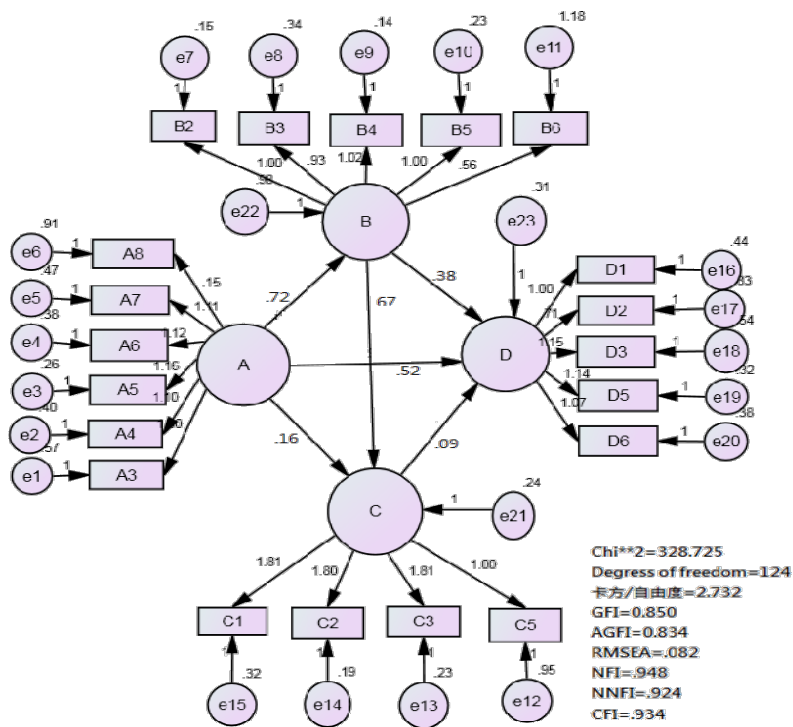 .15 .34 .14 .23 1.18
e7 e8 e9 e10 e11
1 1 1 1 1
B2 B3 B4 B5 B6
1.00 .93 1.02 1.00 .56
.98
e22 1 B
.31
e23
1
.91
e6 1 A8
.47
e5 1 A7
.38
e4 1 A6
.26
e3 1 A5
.40
e2 1 A4
.57
e1 1 A3
.15
1.11
1.12
1.16
1.10
A
.72
.67
.38
.52
.16
.09
D
1.00
.71
1.15
1.14
1.07
D1 1 e16 .44
D2 1 e17
D3 1 e18
D5 1 e19 .32
D6 1 e20 .38
C 1 e21 .24
1.81 1.80 1.81 1.00
C1 C2 C3 C5
1 1 1 1
.32 .19 .23 .95
e15 e14 e13 e12
Chi**2=328.725
Degress of freedom=124
卡方/自由度=2.732
GFI=0.850
AGFI=0.834
RMSEA=.082
NFI=.948
NNFI=.924
CFI=.934